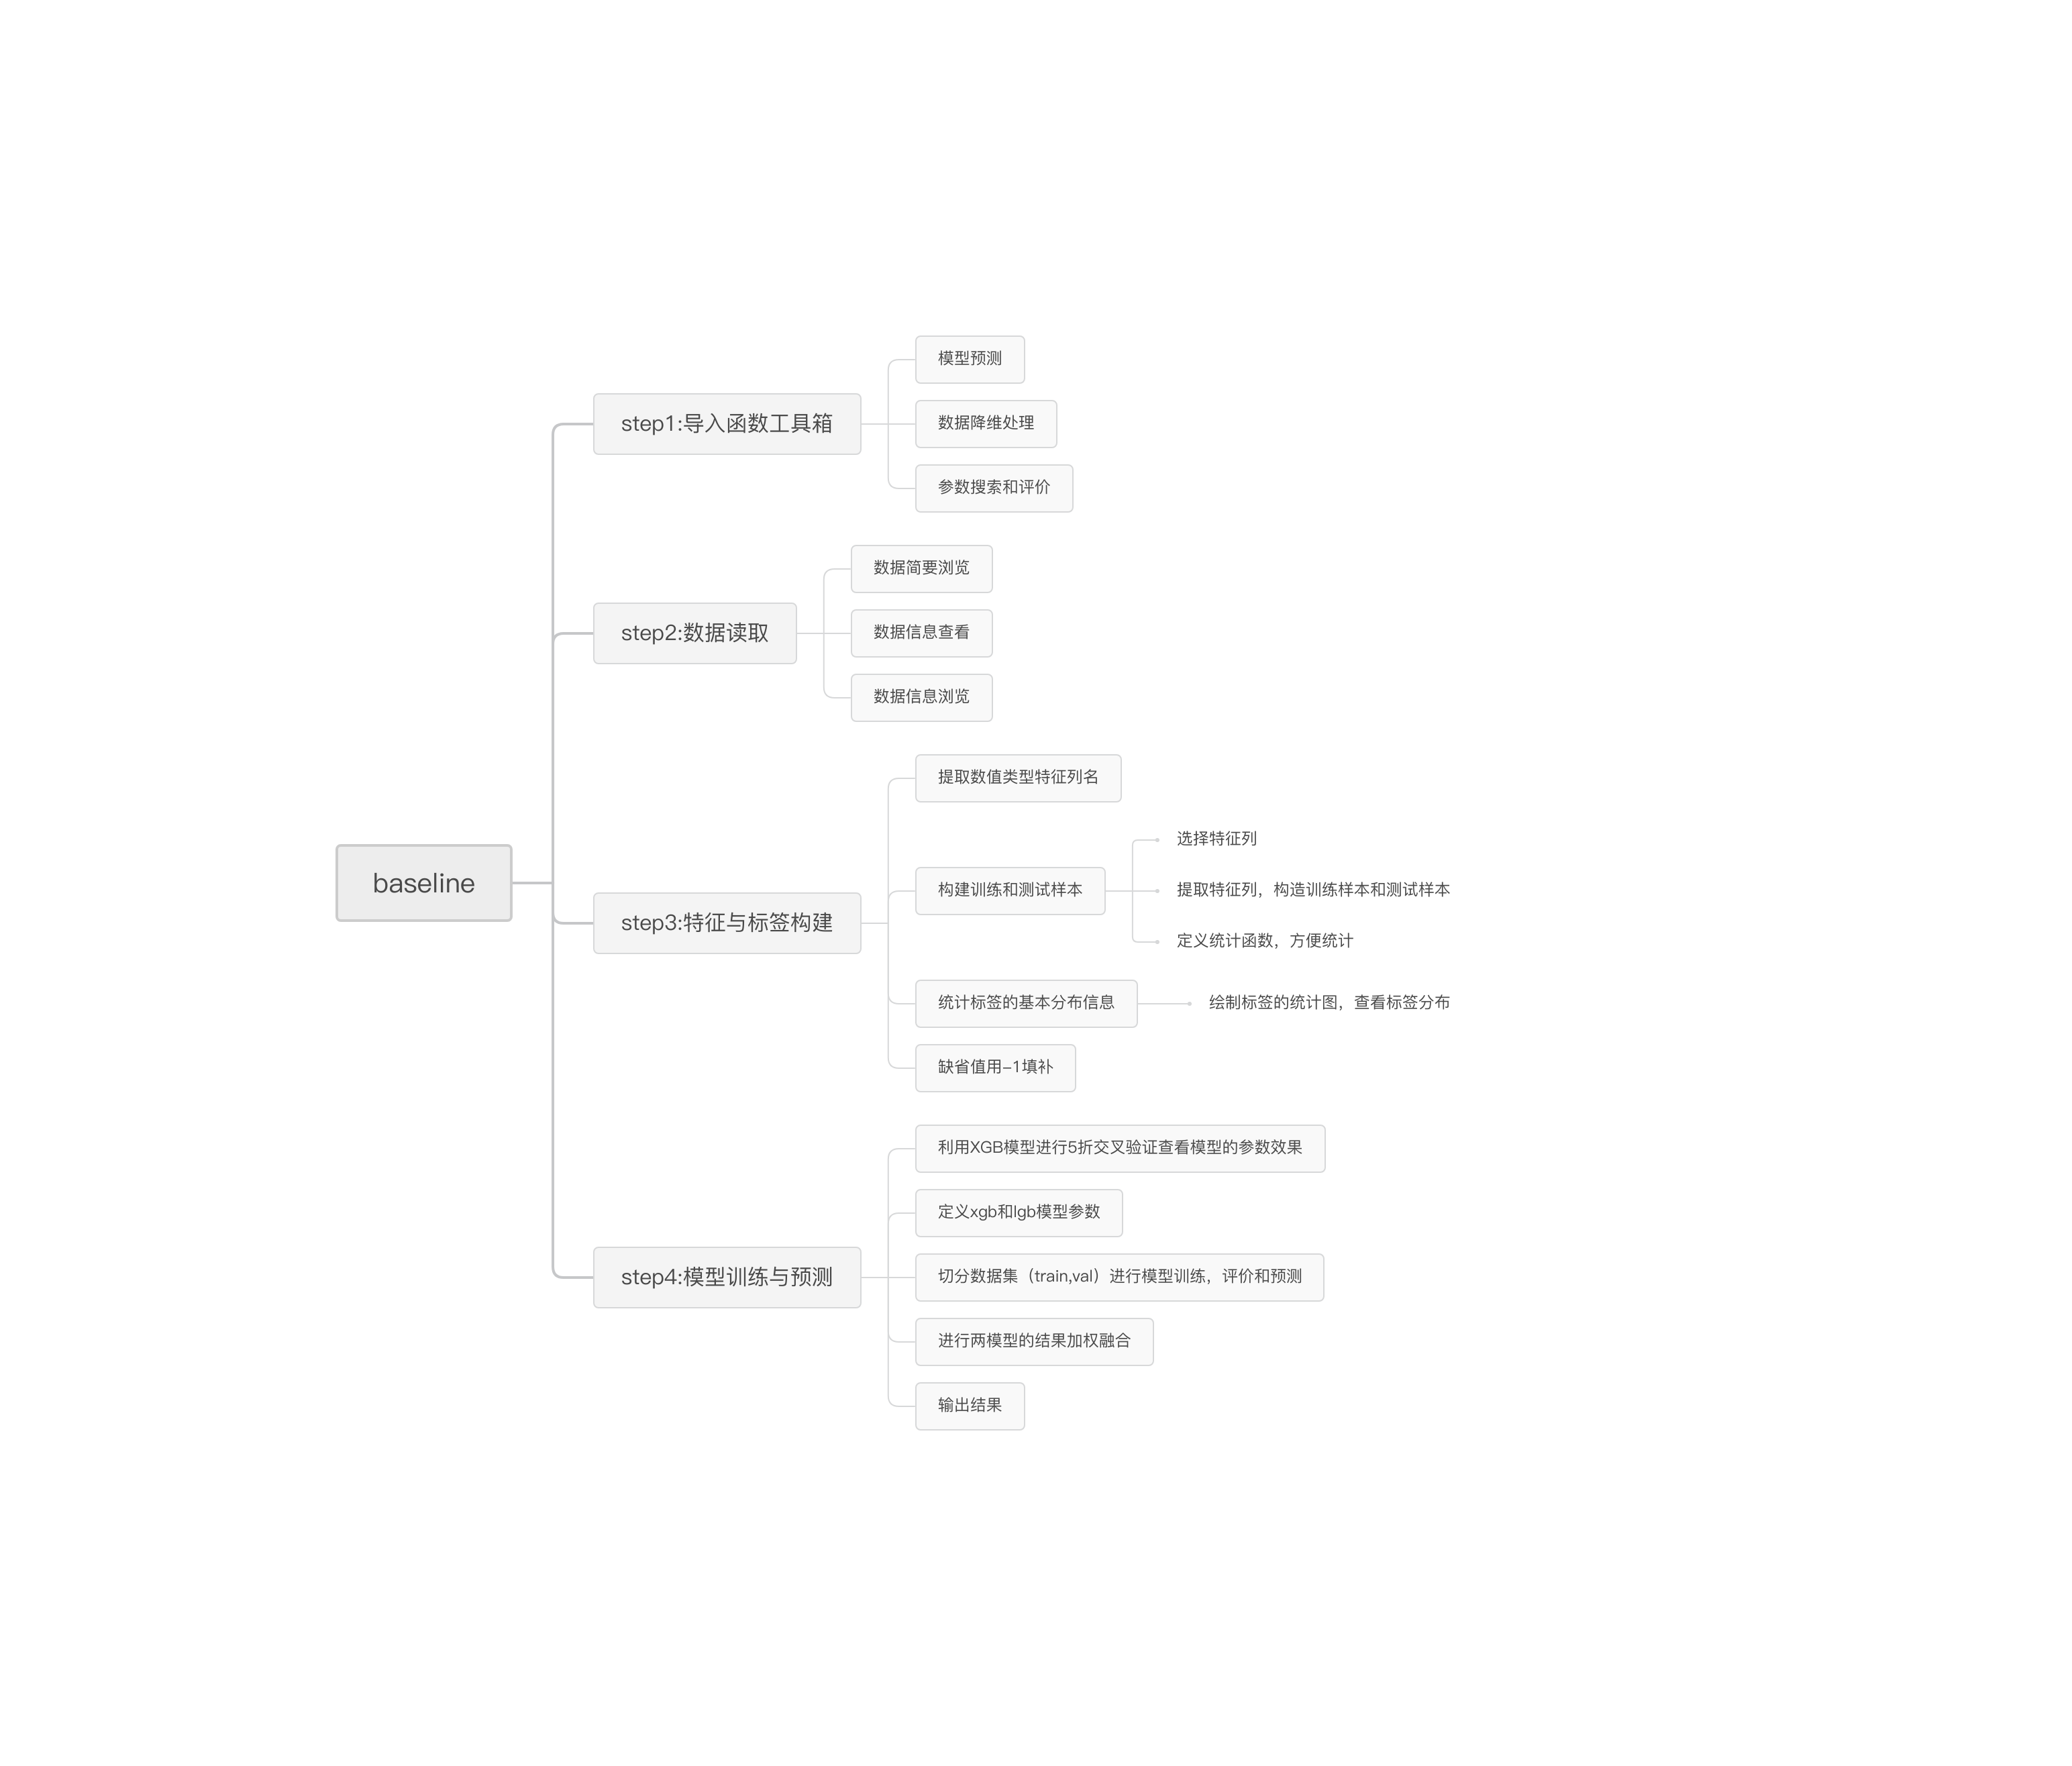 baseline
step1:导入函数工具箱
模型预测
数据降维处理
参数搜索和评价
step2:数据读取
数据简要浏览
数据信息查看
数据信息浏览
step3:特征与标签构建
提取数值类型特征列名
构建训练和测试样本
选择特征列
提取特征列，构造训练样本和测试样本
定义统计函数，方便统计
统计标签的基本分布信息
绘制标签的统计图，查看标签分布
缺省值用-1填补
step4:模型训练与预测
利用XGB模型进行5折交叉验证查看模型的参数效果
定义xgb和lgb模型参数
切分数据集（train,val）进行模型训练，评价和预测
进行两模型的结果加权融合
输出结果